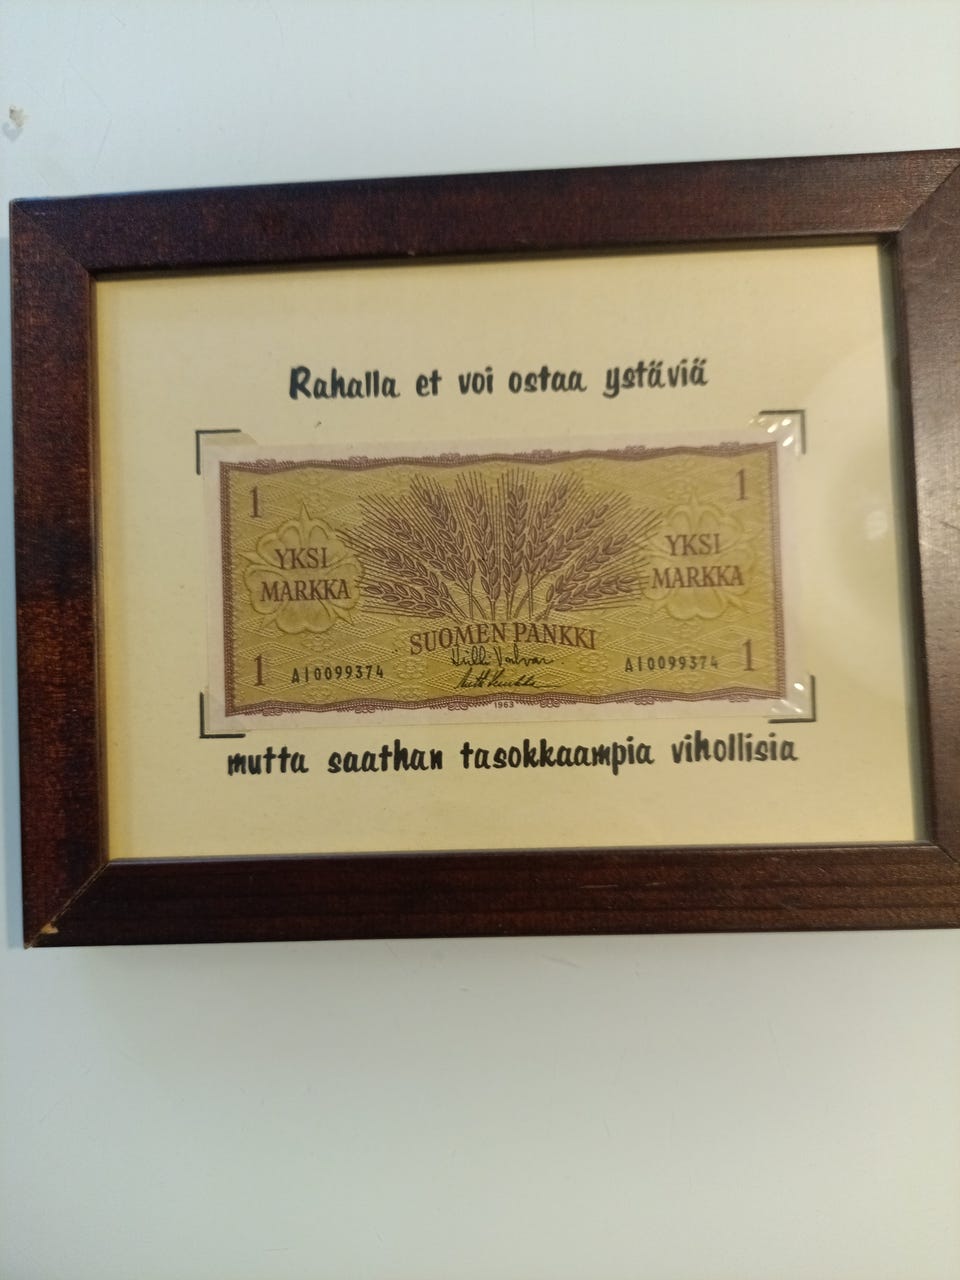 Rahalla et voi ostaa ystäviä
1 1
YKSI MARKKA
YKSI MARKKA
SUOMEN PANKKI
1 A10099374 A10099374 1
1963
mutta saathan tasokkaampia vihollisia